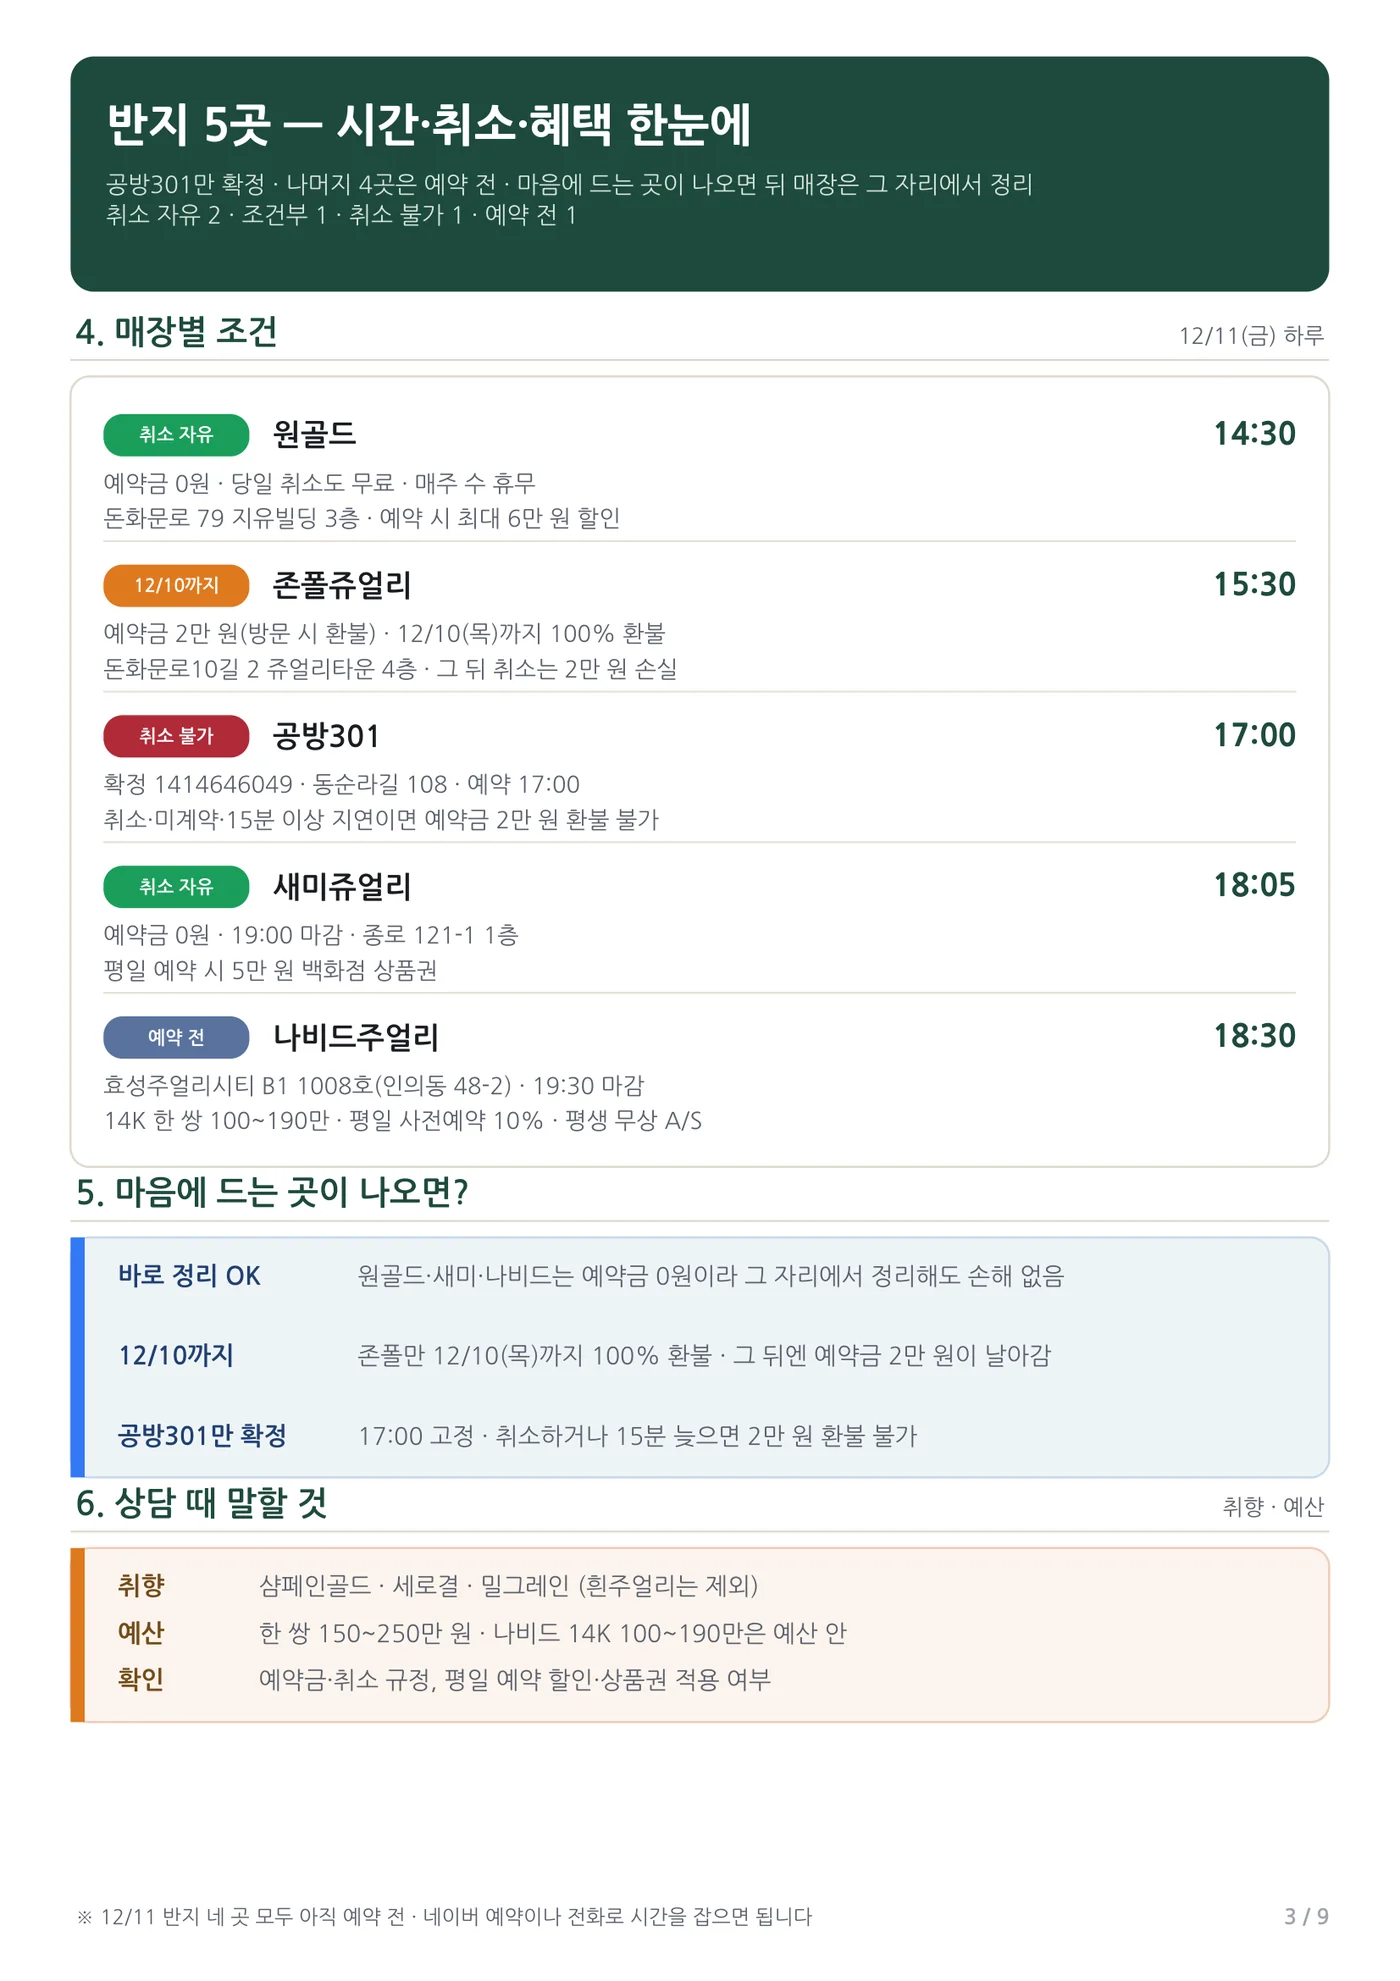 반지 5곳 — 시간·취소·혜택 한눈에
공방301만 확정 · 나머지 4곳은 예약 전 · 마음에 드는 곳이 나오면 뒤 매장은 그 자리에서 정리
취소 자유 2 · 조건부 1 · 취소 불가 1 · 예약 전 1
4. 매장별 조건
12/11(금) 하루
취소 자유 원골드 14:30
예약금 0원 · 당일 취소도 무료 · 매주 수 휴무
돈화문로 79 지유빌딩 3층 · 예약 시 최대 6만 원 할인
12/10까지 존폴쥬얼리 15:30
예약금 2만 원(방문 시 환불) · 12/10(목)까지 100% 환불
돈화문로10길 2 쥬얼리타운 4층 · 그 뒤 취소는 2만 원 손실
취소 불가 공방301 17:00
확정 1414646049 · 동순라길 108 · 예약 17:00
취소·미계약·15분 이상 지연이면 예약금 2만 원 환불 불가
취소 자유 새미쥬얼리 18:05
예약금 0원 · 19:00 마감 · 종로 121-1 1층
평일 예약 시 5만 원 백화점 상품권
예약 전 나비드주얼리 18:30
효성주얼리시티 B1 1008호(인의동 48-2) · 19:30 마감
14K 한 쌍 100~190만 · 평일 사전예약 10% · 평생 무상 A/S
5. 마음에 드는 곳이 나오면?
바로 정리 OK 원골드·새미·나비드는 예약금 0원이라 그 자리에서 정리해도 손해 없음
12/10까지 존폴만 12/10(목)까지 100% 환불 · 그 뒤엔 예약금 2만 원이 날아감
공방301만 확정 17:00 고정 · 취소하거나 15분 늦으면 2만 원 환불 불가
6. 상담 때 말할 것
취향 · 예산
취향 샴페인골드 · 세로결 · 밀그레인 (흰주얼리는 제외)
예산 한 쌍 150~250만 원 · 나비드 14K 100~190만은 예산 안
확인 예약금·취소 규정, 평일 예약 할인·상품권 적용 여부
※ 12/11 반지 네 곳 모두 아직 예약 전 · 네이버 예약이나 전화로 시간을 잡으면 됩니다
3 / 9